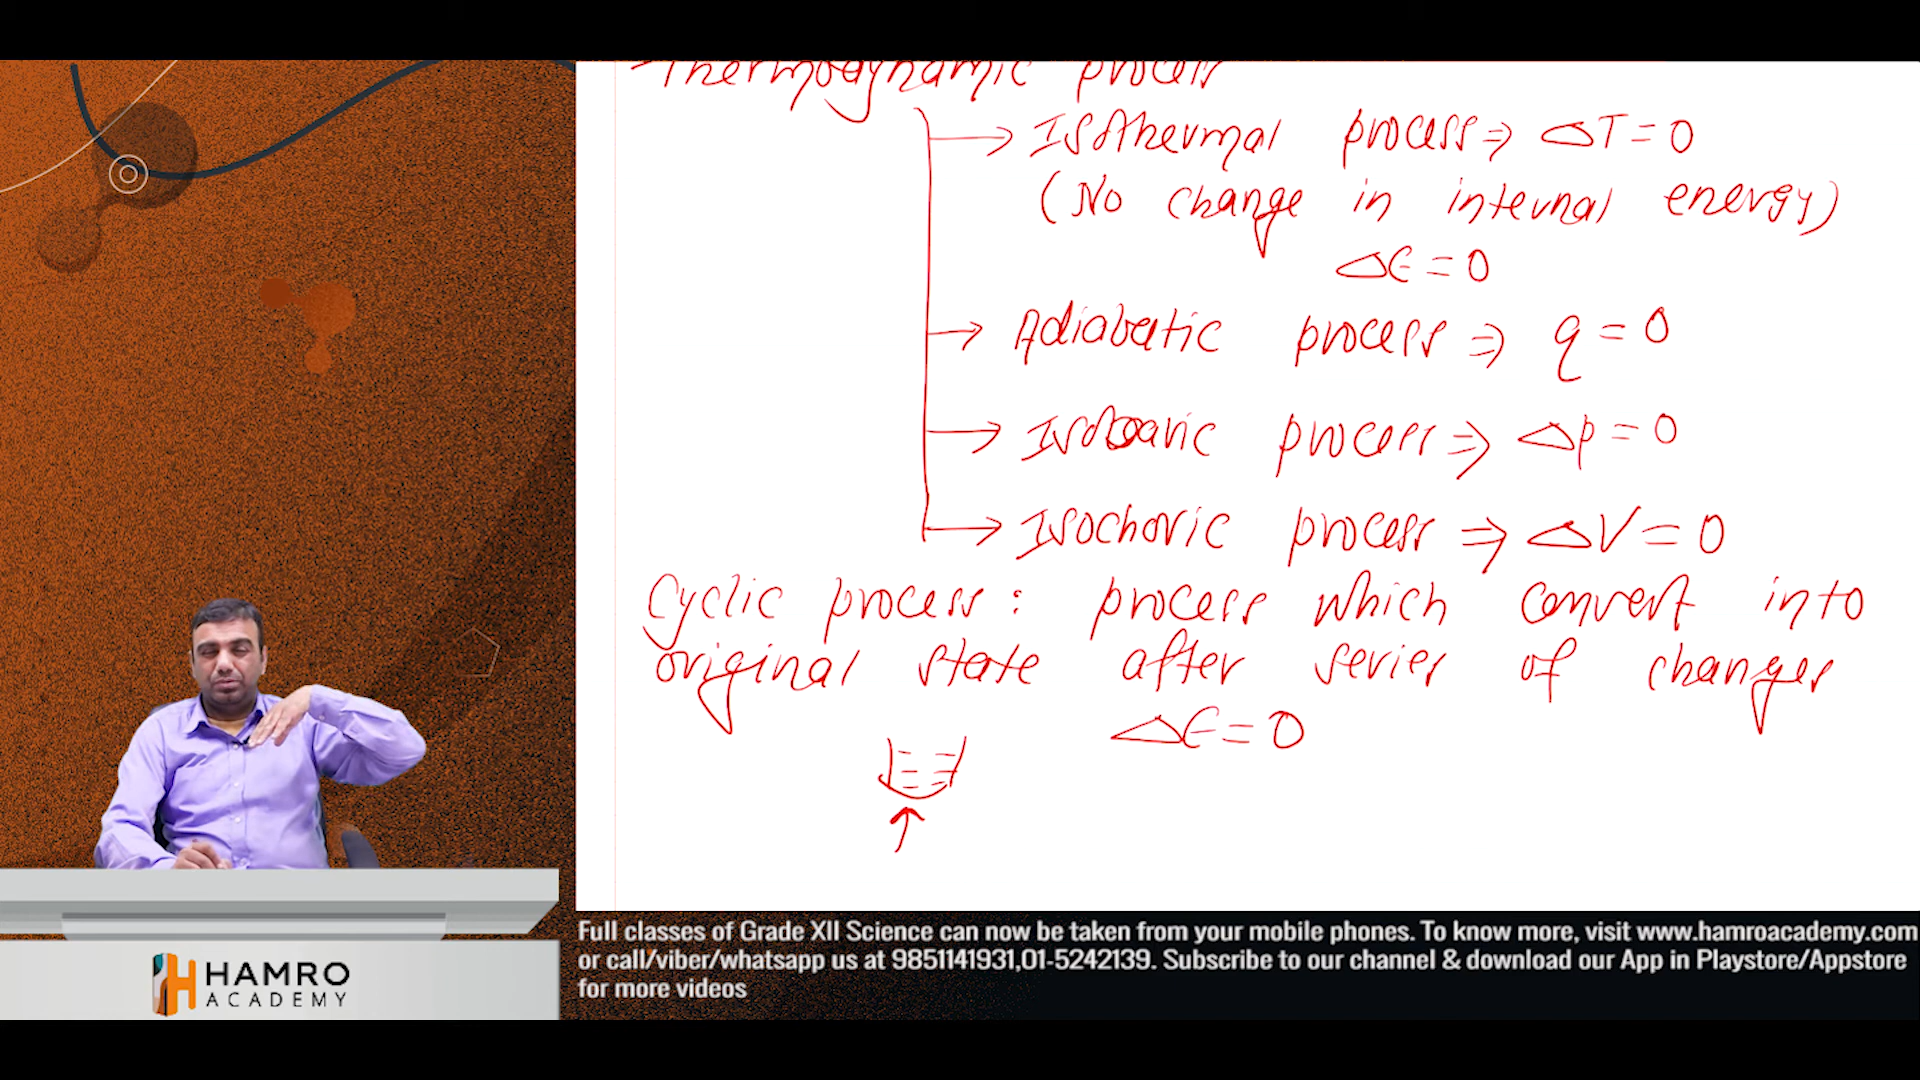 Thermodynamic process
→ Isothermal process ⇒ ΔT = 0
(No change in internal energy)
ΔE = 0
→ Adiabatic process ⇒ q = 0
→ Isobaric process ⇒ Δp = 0
→ Isochoric process ⇒ ΔV = 0
Cyclic process : process which convert into
original state after series of changes
ΔE = 0
Full classes of Grade XII Science can now be taken from your mobile phones. To know more, visit www.hamroacademy.com
or call/viber/whatsapp us at 9851141931,01-5242139. Subscribe to our channel & download our App in Playstore/Appstore
for more videos
HAMRO
ACADEMY